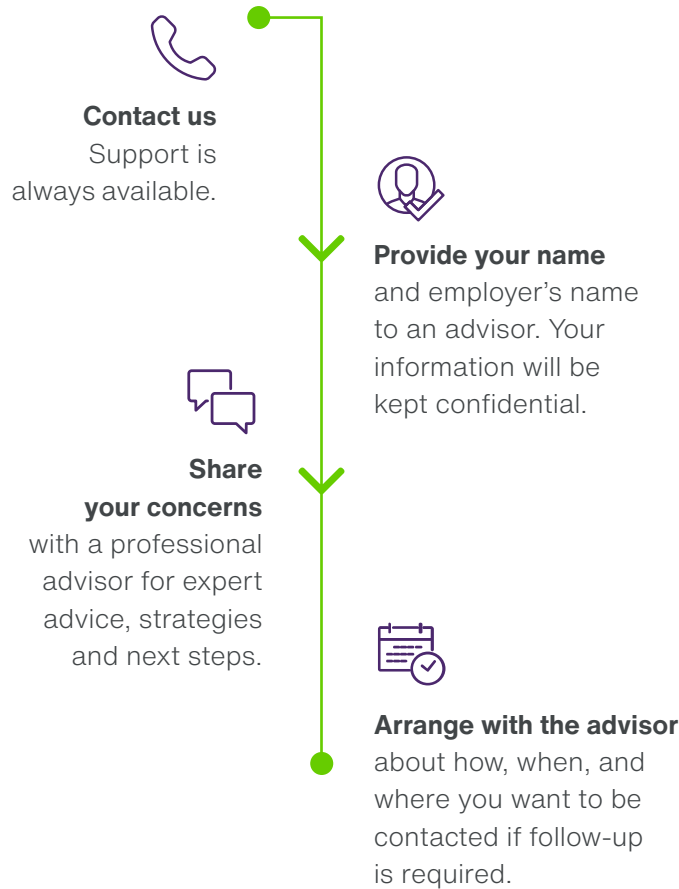 Contact us
Support is
always available.
Provide your name
and employer’s name
to an advisor. Your
information will be
kept confidential.
Share
your concerns
with a professional
advisor for expert
advice, strategies
and next steps.
Arrange with the advisor
about how, when, and
where you want to be
contacted if follow-up
is required.